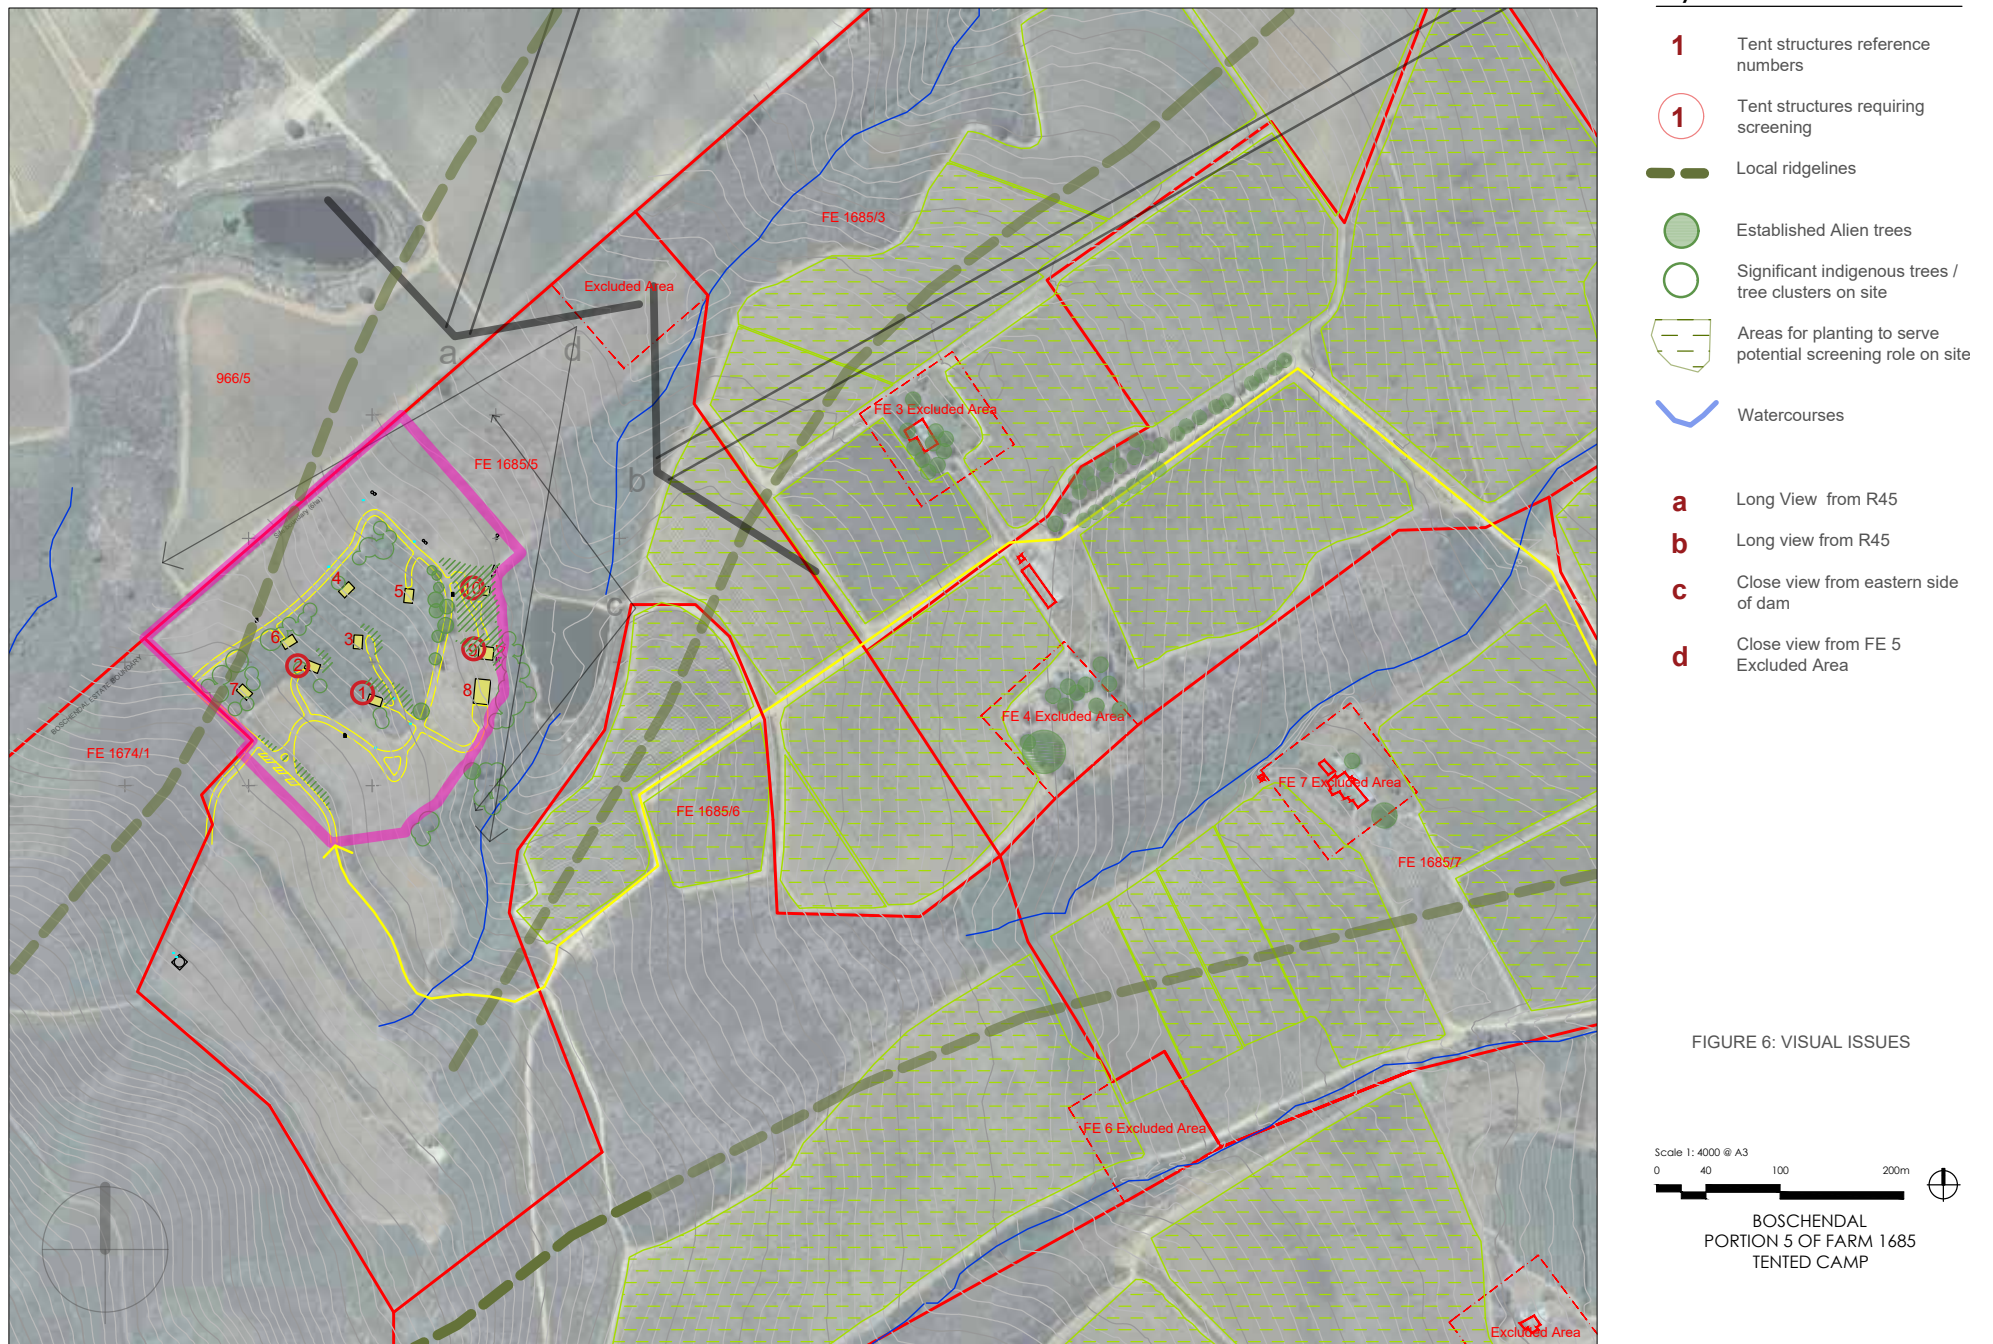 1
Tent structures reference
numbers
1
Tent structures requiring
screening
Local ridgelines
Established Alien trees
Significant indigenous trees /
tree clusters on site
Areas for planting to serve
potential screening role on site
Watercourses
a
Long View from R45
b
Long view from R45
c
Close view from eastern side
of dam
d
Close view from FE 5
Excluded Area
FIGURE 6: VISUAL ISSUES
Scale 1: 4000 @ A3
0 40 100 200m
BOSCHENDAL
PORTION 5 OF FARM 1685
TENTED CAMP
FE 1685/3
Excluded Area
a
d
966/5
FE 3 Excluded Area
FE 1685/5
b
4
5
10
c
6
3
2
9
7
1
8
BOSCHENDAL ESTATE BOUNDARY
FE 1674/1
FE 4 Excluded Area
FE 7 Excluded Area
FE 1685/6
FE 1685/7
FE 6 Excluded Area
Excluded Area